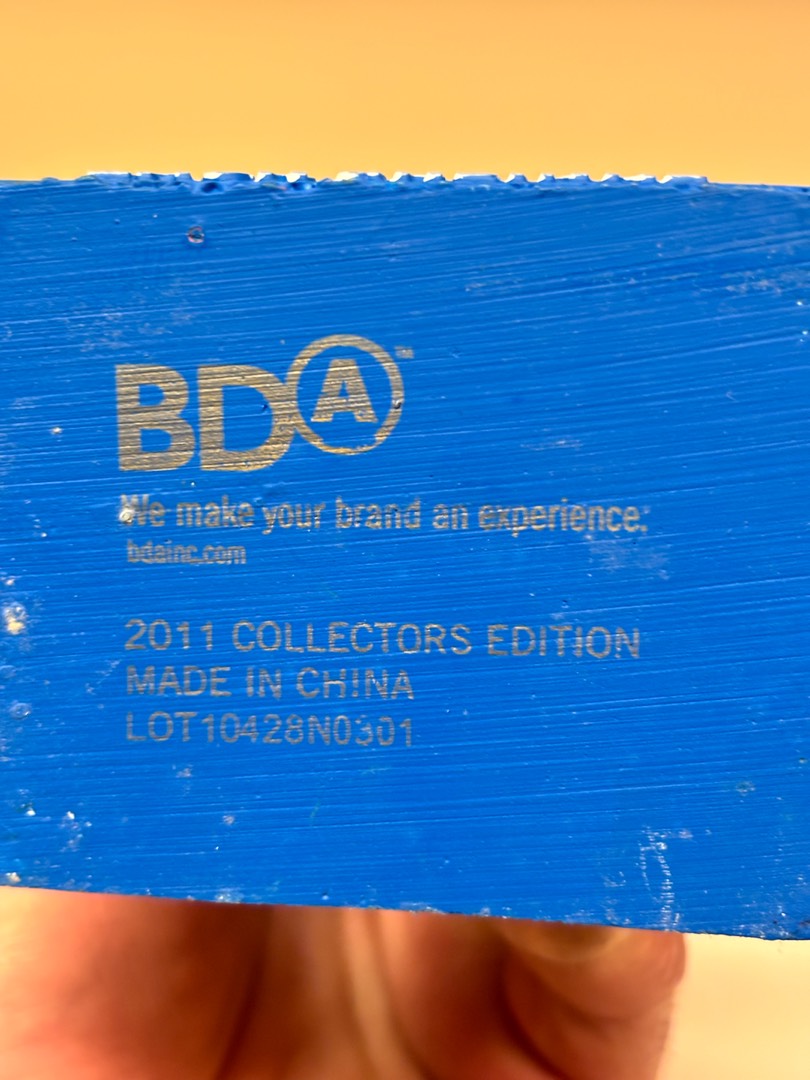 BDA™
We make your brand an experience.
bdainc.com
2011 COLLECTORS EDITION
MADE IN CHINA
LOT10428N0301